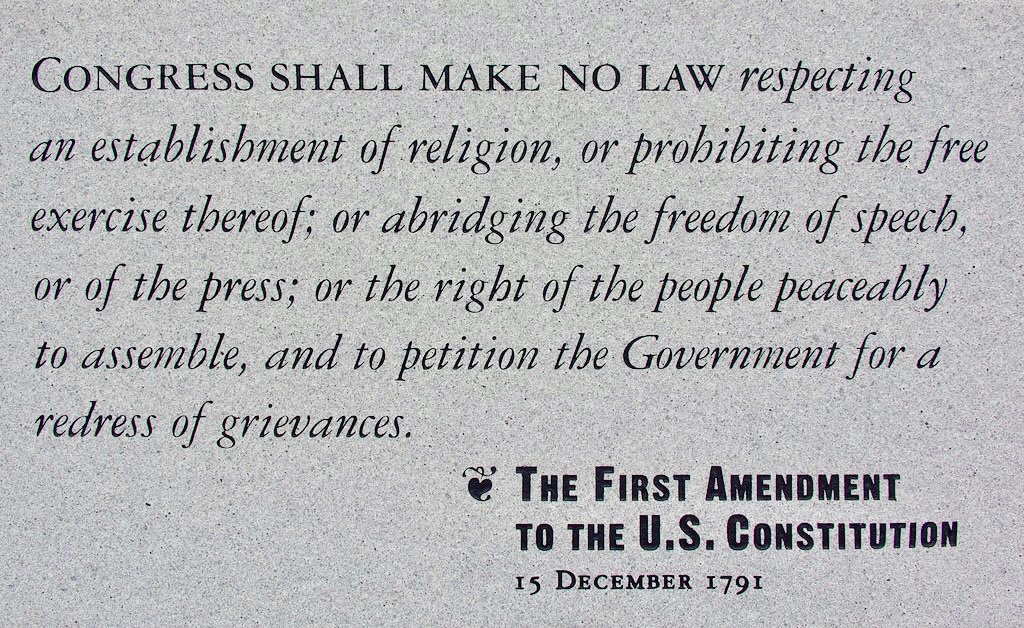 CONGRESS SHALL MAKE NO LAW respecting
an establishment of religion, or prohibiting the free
exercise thereof; or abridging the freedom of speech,
or of the press; or the right of the people peaceably
to assemble, and to petition the Government for a
redress of grievances.
❦ THE FIRST AMENDMENT
TO THE U.S. CONSTITUTION
15 DECEMBER 1791